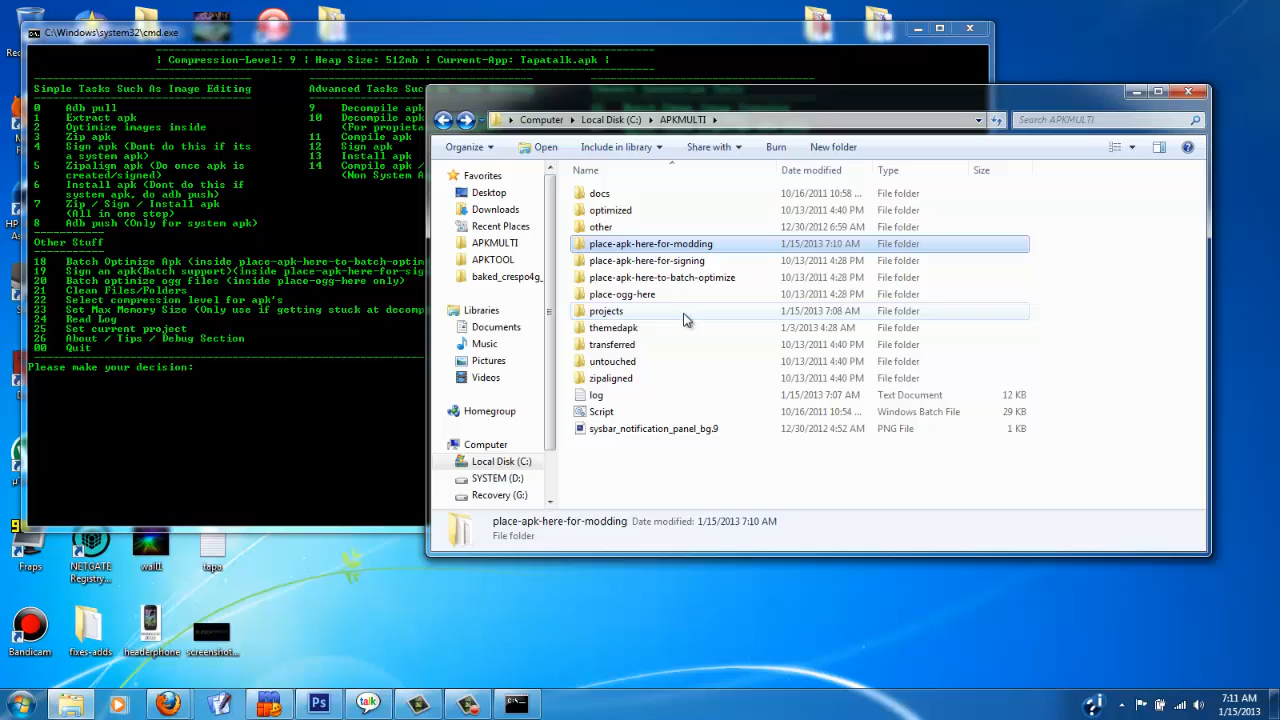 C:\Windows\system32\cmd.exe
| Compression-Level: 9 | Heap Size: 512mb | Current-App: Tapatalk.apk |
Simple Tasks Such As Image Editing
Advanced Tasks Suc
0 Adb pull
1 Extract apk
2 Optimize images inside
3 Zip apk
4 Sign apk (Dont do this if its
a system apk)
5 Zipalign apk (Do once apk is
created/signed)
6 Install apk (Dont do this if
system apk, do adb push)
7 Zip / Sign / Install apk
(All in one step)
8 Adb push (Only for system apk)
9 Decompile apk
10 Decompile apk
(For propietar
11 Compile apk
12 Sign apk
13 Install apk
14 Compile apk /
(Non System A
Other Stuff
18 Batch Optimize Apk (inside place-apk-here-to-batch-optim
19 Sign an apk(Batch support)(inside place-apk-here-for-sig
20 Batch optimize ogg files (inside place-ogg-here only)
21 Clean Files/Folders
22 Select compression level for apk's
23 Set Max Memory Size (Only use if getting stuck at decomp
24 Read Log
25 Set current project
26 About / Tips / Debug Section
00 Quit
Please make your decision:
Computer
Local Disk (C:)
APKMULTI
Search APKMULTI
Organize
Open
Include in library
Share with
Burn
New folder
Favorites
Desktop
Downloads
Recent Places
APKMULTI
APKTOOL
baked_crespo4g_
Libraries
Documents
Music
Pictures
Videos
Homegroup
Computer
Local Disk (C:)
SYSTEM (D:)
Recovery (G:)
Name Date modified Type Size
docs 10/16/2011 10:58 ... File folder
optimized 10/13/2011 4:40 PM File folder
other 12/30/2012 6:59 AM File folder
place-apk-here-for-modding 1/15/2013 7:10 AM File folder
place-apk-here-for-signing 10/13/2011 4:28 PM File folder
place-apk-here-to-batch-optimize 10/13/2011 4:28 PM File folder
place-ogg-here 10/13/2011 4:28 PM File folder
projects 1/15/2013 7:08 AM File folder
themedapk 1/3/2013 4:28 AM File folder
transferred 10/13/2011 4:40 PM File folder
untouched 10/13/2011 4:40 PM File folder
zipaligned 10/13/2011 4:40 PM File folder
log 1/15/2013 7:07 AM Text Document 12 KB
Script 10/16/2011 10:54 ... Windows Batch File 29 KB
sysbar_notification_panel_bg.9 12/30/2012 4:52 AM PNG File 1 KB
place-apk-here-for-modding Date modified: 1/15/2013 7:10 AM
File folder
Fraps
NETGATE
Registry...
wall1
tapa
Bandicam
fixes-adds
headerphone
screenshot...
Ps
talk
7:11 AM
1/15/2013